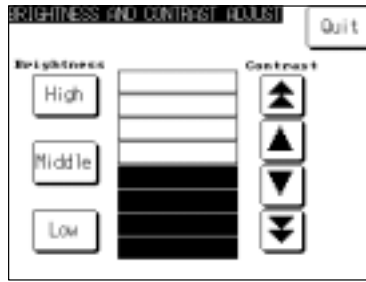 BRIGHTNESS AND CONTRAST ADJUST
Quit
Brightness
Contrast
High
Middle
Low